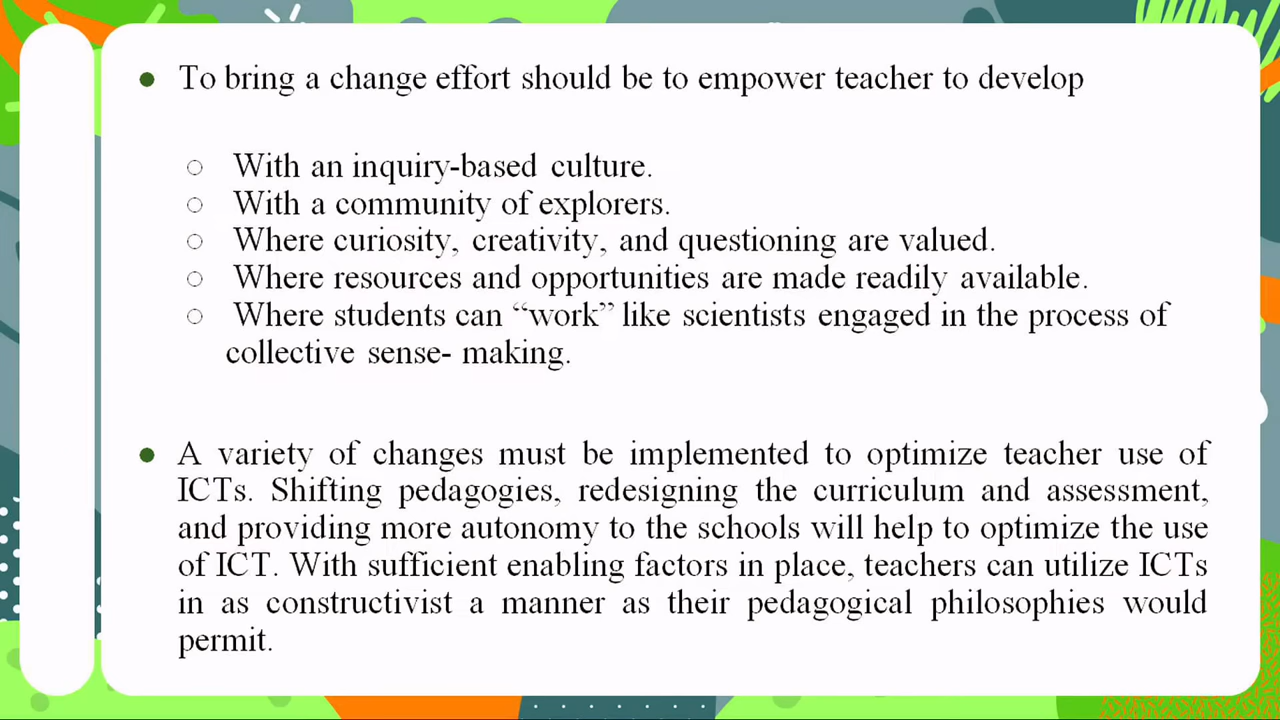 ● To bring a change effort should be to empower teacher to develop
○ With an inquiry-based culture.
○ With a community of explorers.
○ Where curiosity, creativity, and questioning are valued.
○ Where resources and opportunities are made readily available.
○ Where students can “work” like scientists engaged in the process of
collective sense- making.
● A variety of changes must be implemented to optimize teacher use of
ICTs. Shifting pedagogies, redesigning the curriculum and assessment,
and providing more autonomy to the schools will help to optimize the use
of ICT. With sufficient enabling factors in place, teachers can utilize ICTs
in as constructivist a manner as their pedagogical philosophies would
permit.